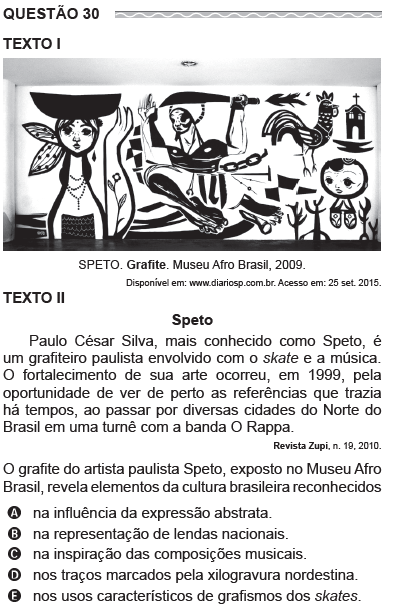 QUESTÃO 30
TEXTO I
SPETO. Grafite. Museu Afro Brasil, 2009.
Disponível em: www.diariosp.com.br. Acesso em: 25 set. 2015.
TEXTO II
Speto
Paulo César Silva, mais conhecido como Speto, é
um grafiteiro paulista envolvido com o skate e a música.
O fortalecimento de sua arte ocorreu, em 1999, pela
oportunidade de ver de perto as referências que trazia
há tempos, ao passar por diversas cidades do Norte do
Brasil em uma turnê com a banda O Rappa.
Revista Zupi, n. 19, 2010.
O grafite do artista paulista Speto, exposto no Museu Afro
Brasil, revela elementos da cultura brasileira reconhecidos
A na influência da expressão abstrata.
B na representação de lendas nacionais.
C na inspiração das composições musicais.
D nos traços marcados pela xilogravura nordestina.
E nos usos característicos de grafismos dos skates.